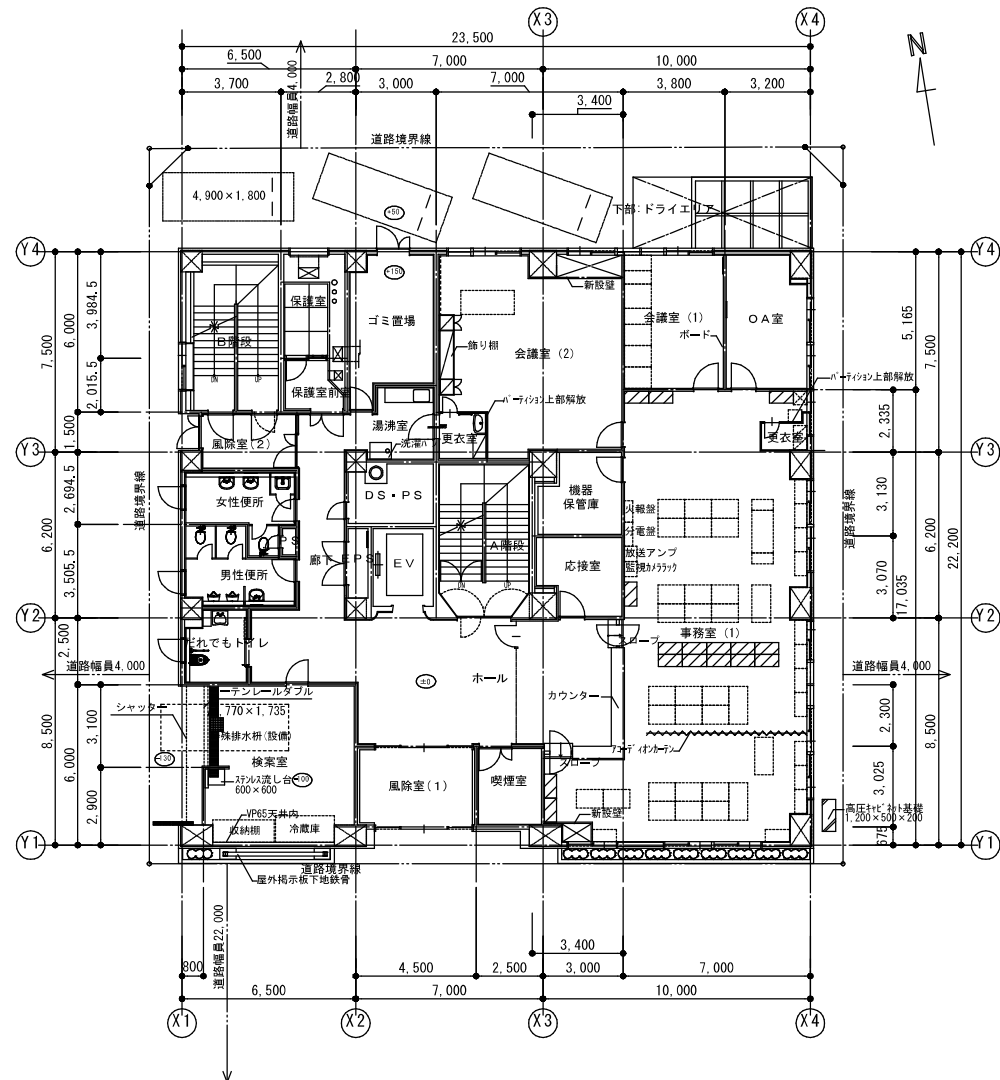 X3
X4
23,500
6,500
7,000
10,000
3,700
2,800
3,000
7,000
3,800
3,200
3,400
N
道路幅員4,000
道路境界線
4,900×1,800
+50
下部:ドライエリア
Y4
Y4
+150
新設壁
保護室
ゴミ置場
会議室(1)
OA室
B階段
ボード
飾り棚
会議室(2)
DN
UP
保護室前室
パーティション上部解放
パーティション上部解放
湯沸室
更衣室
更衣室
洗濯パン
風除室(2)
Y3
Y3
女性便所
DS・PS
機器
保管庫
火報盤
分電盤
PS
A階段
放送アンプ
監視カメララック
廊下
EPS
EV
応接室
男性便所
DN
UP
Y2
Y2
スロープ
事務室(1)
だれでもトイレ
道路幅員4,000
道路幅員4,000
ホール
±0
カウンター
カーテンレールダブル
シャッター
1,770×1,735
特殊排水桝(設備)
アコーディオンカーテン
-130
検案室
スロープ
ステンレス流し台
600×600
-100
風除室(1)
喫煙室
VP65天井内
収納棚
冷蔵庫
新設壁
高圧キャビネット基礎
1,200×500×200
Y1
Y1
道路境界線
屋外掲示板下地鉄骨
道路境界線
道路境界線
道路幅員22,000
7,500
6,000
3,984.5
2,015.5
1,500
6,200
2,694.5
3,505.5
8,500
2,500
6,000
3,100
2,900
5,165
7,500
2,335
3,130
6,200
22,200
3,070
17,035
2,300
8,500
3,025
675
800
3,400
4,500
2,500
3,000
7,000
6,500
7,000
10,000
X1
X2
X3
X4